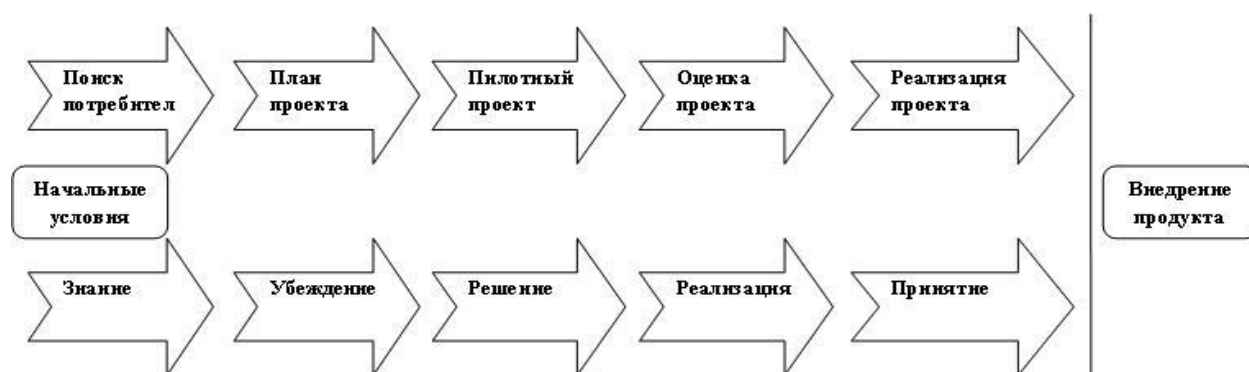 Поиск
потребител
План
проекта
Пилотный
проект
Оценка
проекта
Реализация
проекта
Начальные
условия
Внедрение
продукта
Знание
Убеждение
Решение
Реализация
Принятие